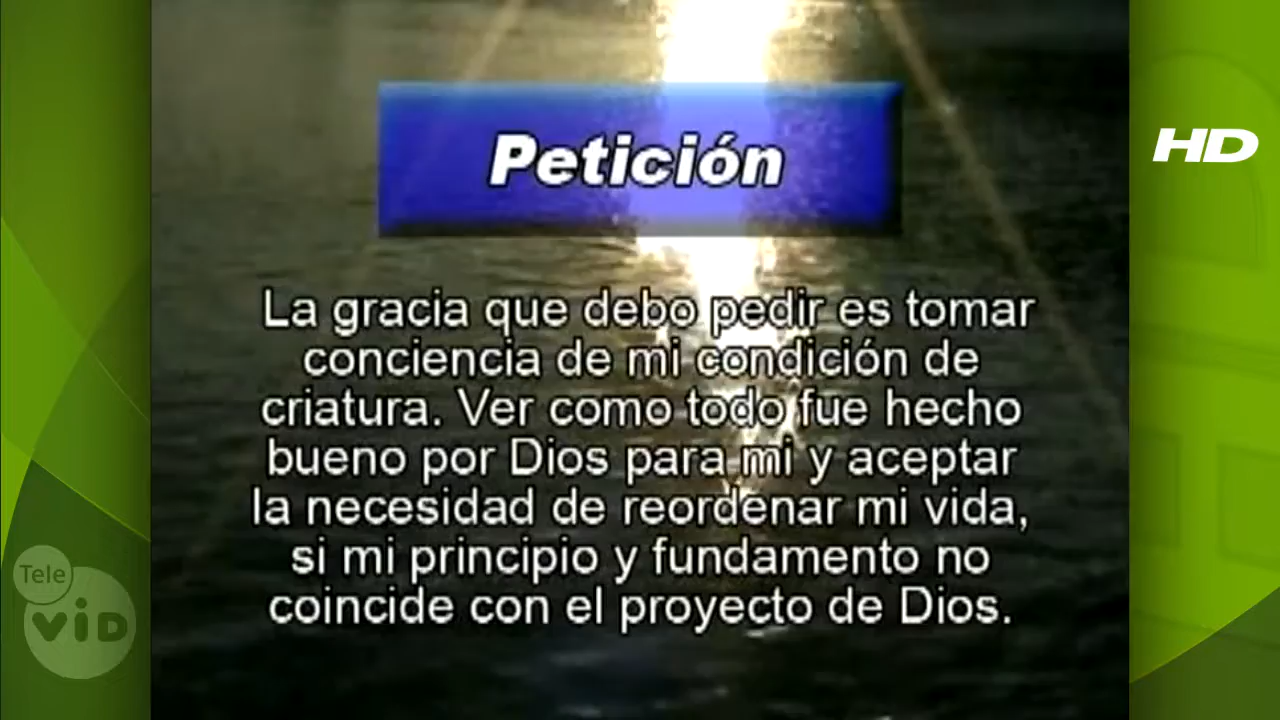 HD
Petición
La gracia que debo pedir es tomar
conciencia de mi condición de
criatura. Ver como todo fue hecho
bueno por Dios para mi y aceptar
la necesidad de reordenar mi vida,
si mi principio y fundamento no
coincide con el proyecto de Dios.
Tele
ViD